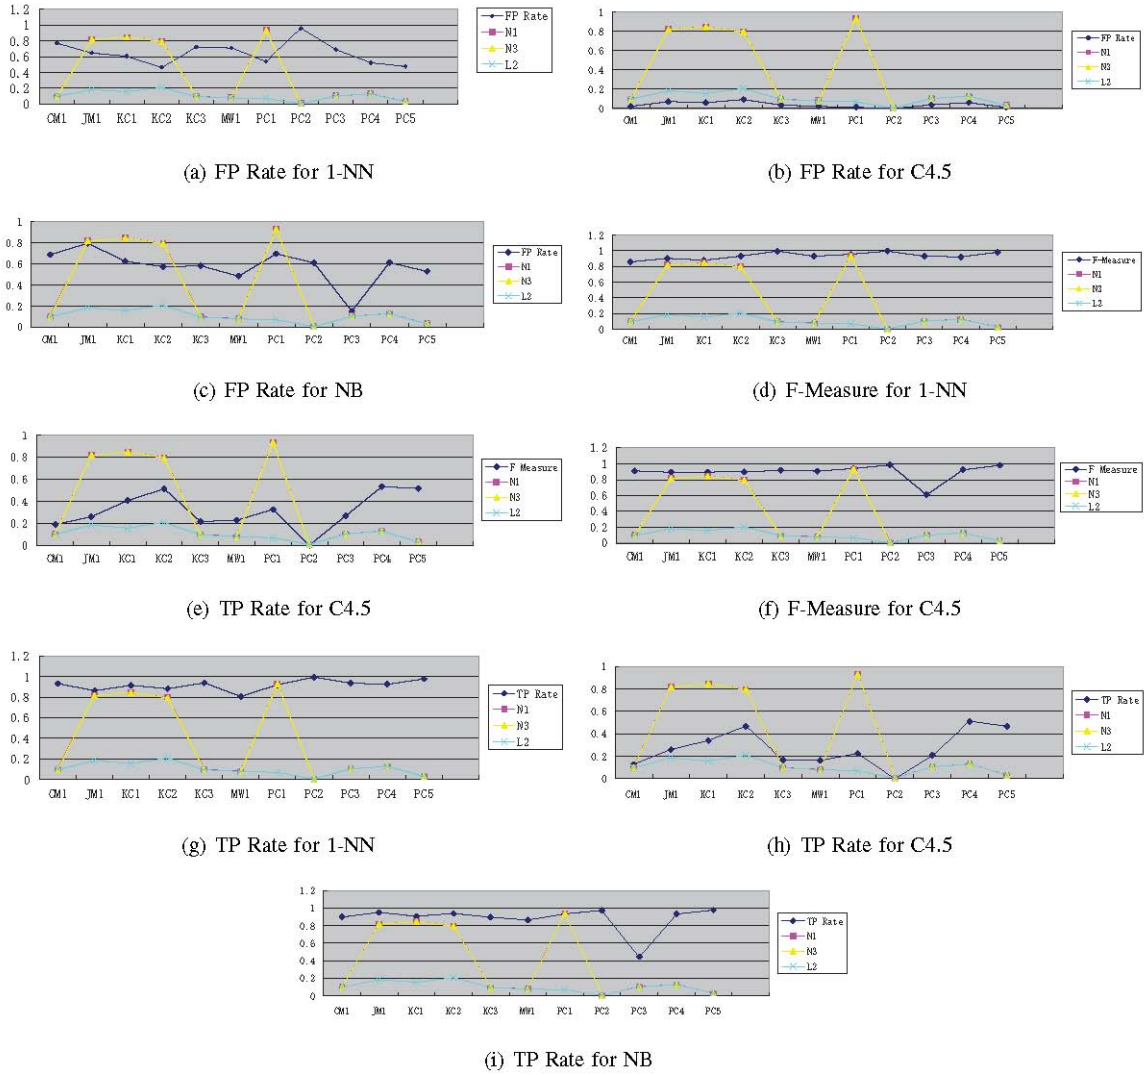 1.2
1
0.8
0.6
0.4
0.2
0
CM1 JM1 KC1 KC2 KC3 MW1 PC1 PC2 PC3 PC4 PC5
FP Rate
N1
N3
L2
(a) FP Rate for 1-NN
1
0.8
0.6
0.4
0.2
0
CM1 JM1 KC1 KC2 KC3 MW1 PC1 PC2 PC3 PC4 PC5
FP Rate
N1
N3
L2
(b) FP Rate for C4.5
1
0.8
0.6
0.4
0.2
0
CM1 JM1 KC1 KC2 KC3 MW1 PC1 PC2 PC3 PC4 PC5
FP Rate
N1
N3
L2
(c) FP Rate for NB
1.2
1
0.8
0.6
0.4
0.2
0
CM1 JM1 KC1 KC2 KC3 MW1 PC1 PC2 PC3 PC4 PC5
F-Measure
N1
N3
L2
(d) F-Measure for 1-NN
1
0.8
0.6
0.4
0.2
0
CM1 JM1 KC1 KC2 KC3 MW1 PC1 PC2 PC3 PC4 PC5
F Measure
N1
N3
L2
(e) TP Rate for C4.5
1.2
1
0.8
0.6
0.4
0.2
0
CM1 JM1 KC1 KC2 KC3 MW1 PC1 PC2 PC3 PC4 PC5
F Measure
N1
N3
L2
(f) F-Measure for C4.5
1.2
1
0.8
0.6
0.4
0.2
0
CM1 JM1 KC1 KC2 KC3 MW1 PC1 PC2 PC3 PC4 PC5
TP Rate
N1
N3
L2
(g) TP Rate for 1-NN
1
0.8
0.6
0.4
0.2
0
CM1 JM1 KC1 KC2 KC3 MW1 PC1 PC2 PC3 PC4 PC5
TP Rate
N1
N3
L2
(h) TP Rate for C4.5
1.2
1
0.8
0.6
0.4
0.2
0
CM1 JM1 KC1 KC2 KC3 MW1 PC1 PC2 PC3 PC4 PC5
TP Rate
N1
N3
L2
(i) TP Rate for NB